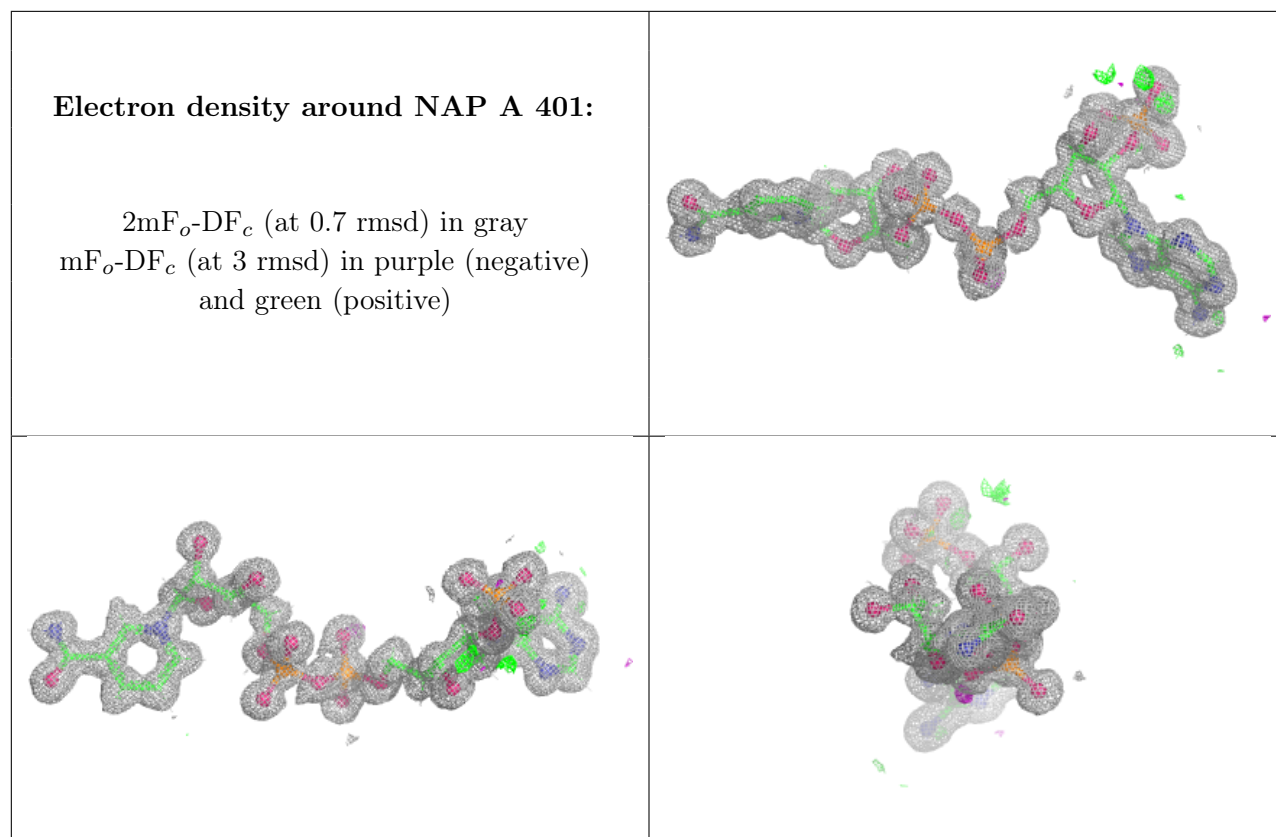 Electron density around NAP A 401:
2mFo-DFc (at 0.7 rmsd) in gray
mFo-DFc (at 3 rmsd) in purple (negative)
and green (positive)